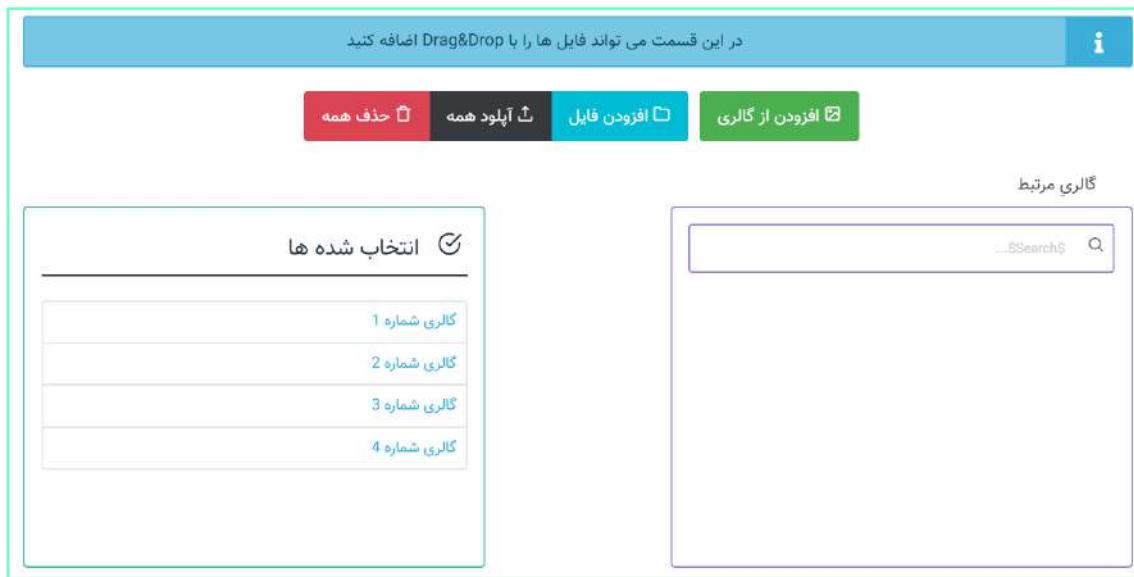 در این قسمت می تواند فایل ها را با Drag&Drop اضافه کنید
افزودن از گالری
افزودن فایل
آپلود همه
حذف همه
گالری مرتبط
$Search$...
انتخاب شده ها
گالری شماره 1
گالری شماره 2
گالری شماره 3
گالری شماره 4